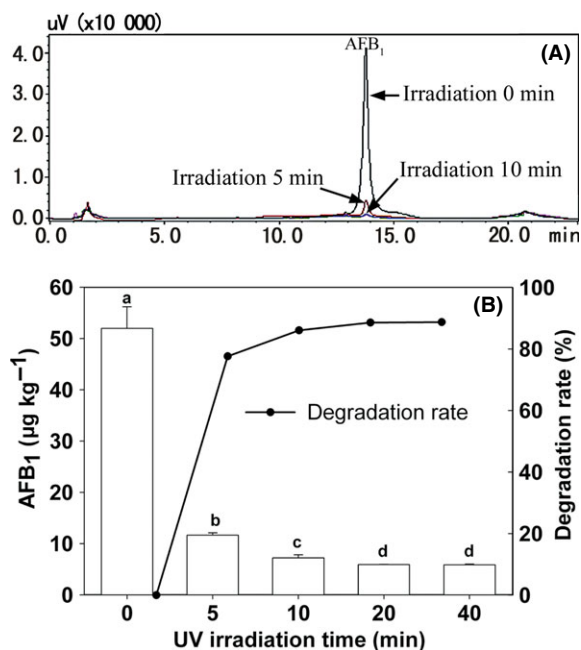 uV (x10 000)
(A)
AFB₁
4.0
3.0
2.0
1.0
0.0
Irradiation 0 min
Irradiation 5 min
Irradiation 10 min
0.0 5.0 10.0 15.0 20.0 min
(B)
60
50
40
30
20
10
0
AFB₁ (µg kg⁻¹)
a
b
c
d
d
Degradation rate
100
80
60
40
20
0
Degradation rate (%)
0 5 10 20 40
UV irradiation time (min)